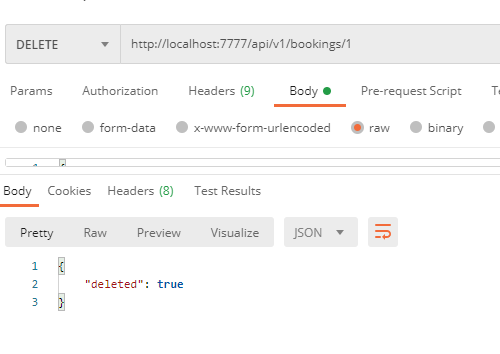 DELETE http://localhost:7777/api/v1/bookings/1
Params Authorization Headers (9) Body Pre-request Script
none form-data x-www-form-urlencoded raw binary
Body Cookies Headers (8) Test Results
Pretty Raw Preview Visualize JSON
1 {
2 "deleted": true
3 }